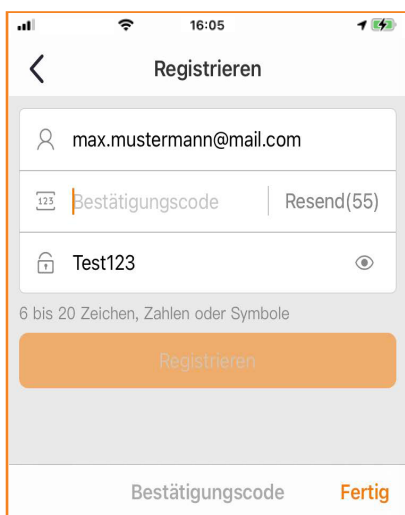 16:05
Registrieren
max.mustermann@mail.com
123 Bestätigungscode Resend(55)
Test123
6 bis 20 Zeichen, Zahlen oder Symbole
Registrieren
Bestätigungscode Fertig